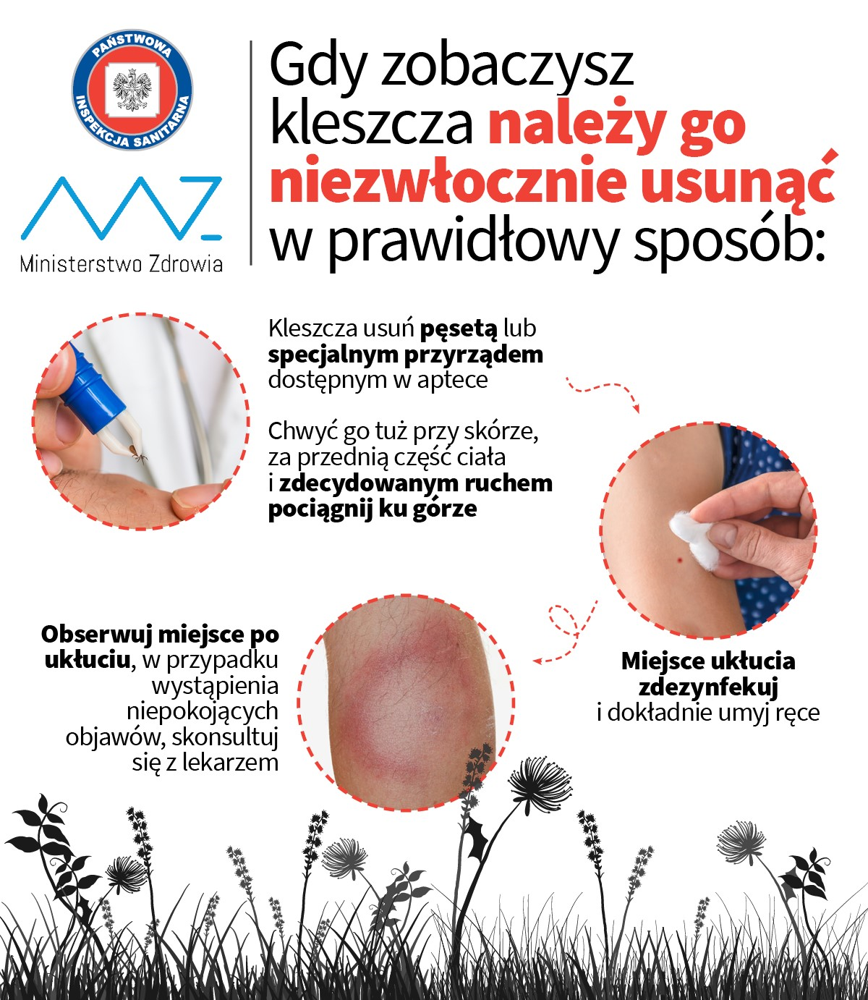 PAŃSTWOWA
INSPEKCJA SANITARNA
Ministerstwo Zdrowia
Gdy zobaczysz
kleszcza należy go
niezwłocznie usunąć
w prawidłowy sposób:
Kleszcza usuń pęsetą lub
specjalnym przyrządem
dostępnym w aptece
Chwyć go tuż przy skórze,
za przednią część ciała
i zdecydowanym ruchem
pociągnij ku górze
Miejsce ukłucia
zdezynfekuj
i dokładnie umyj ręce
Obserwuj miejsce po
ukłuciu, w przypadku
wystąpienia
niepokojących
objawów, skonsultuj
się z lekarzem